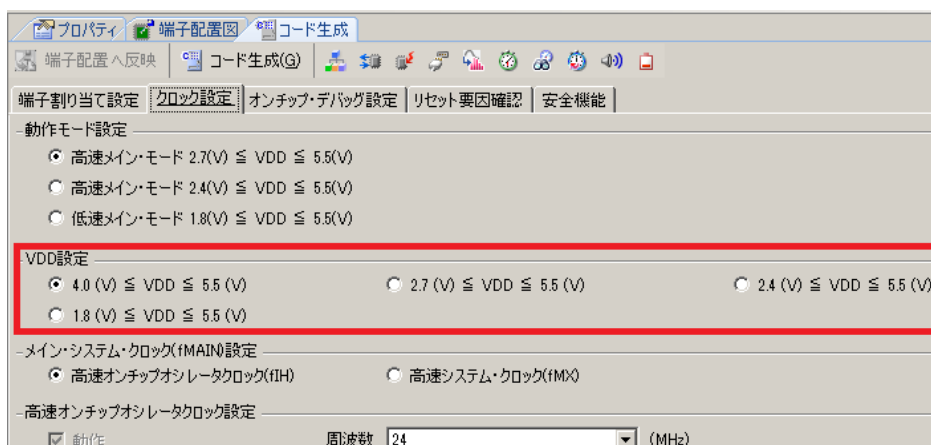 プロパティ 端子配置図 コード生成
端子配置へ反映 コード生成(G)
端子割り当て設定 クロック設定 オンチップ・デバッグ設定 リセット要因確認 安全機能
動作モード設定
高速メイン・モード 2.7(V) ≦ VDD ≦ 5.5(V)
高速メイン・モード 2.4(V) ≦ VDD ≦ 5.5(V)
低速メイン・モード 1.8(V) ≦ VDD ≦ 5.5(V)
VDD設定
4.0 (V) ≦ VDD ≦ 5.5 (V) 2.7 (V) ≦ VDD ≦ 5.5 (V) 2.4 (V) ≦ VDD ≦ 5.5 (V)
1.8 (V) ≦ VDD ≦ 5.5 (V)
メイン・システム・クロック(fMAIN)設定
高速オンチップオシレータクロック(fIH) 高速システム・クロック(fMX)
高速オンチップオシレータクロック設定
動作 周波数 24 (MHz)